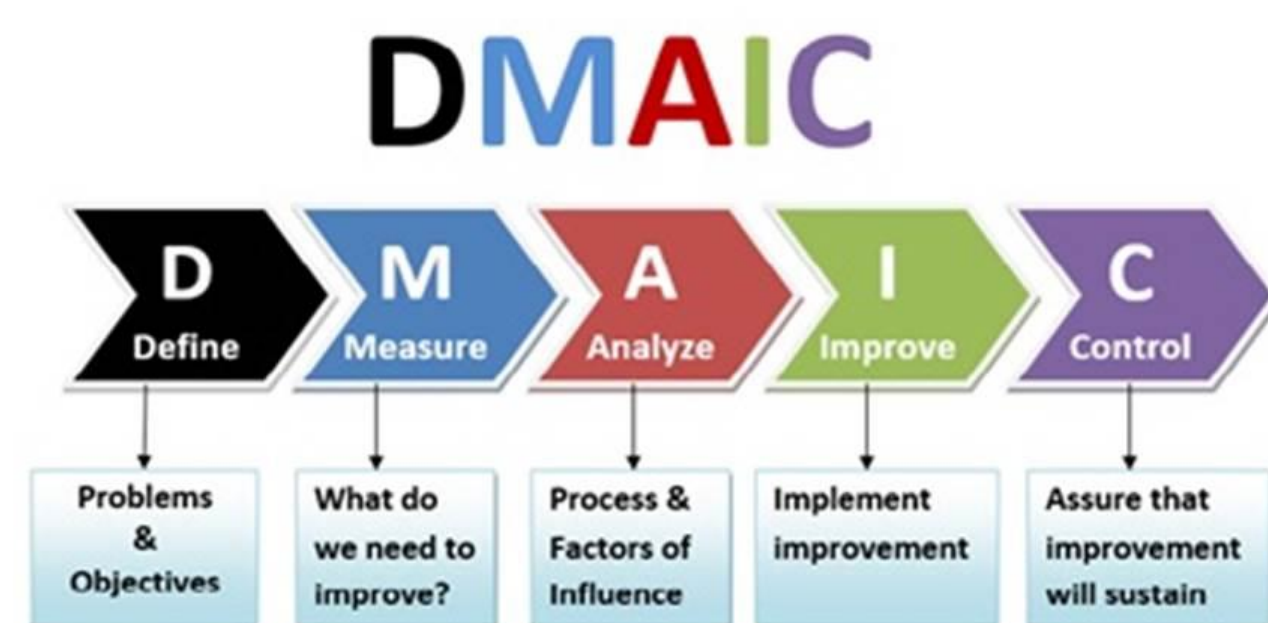 DMAIC
D
Define
M
Measure
A
Analyze
I
Improve
C
Control
Problems
&
Objectives
What do
we need to
improve?
Process &
Factors of
Influence
Implement
improvement
Assure that
improvement
will sustain